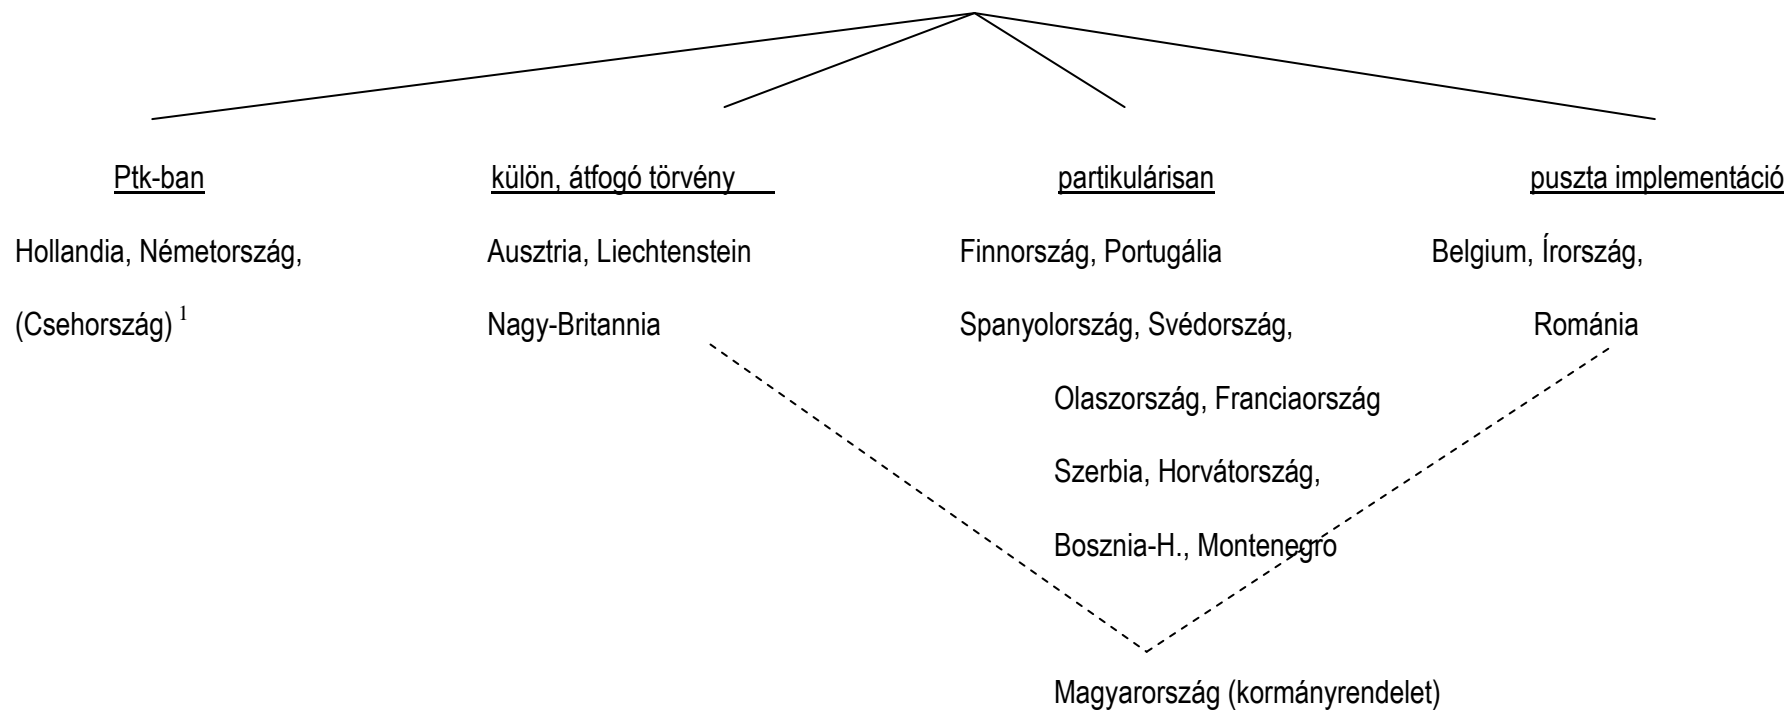 Ptk-ban
külön, átfogó törvény
partikulárisan
puszta implementáció
Hollandia, Németország,
Ausztria, Liechtenstein
Finnország, Portugália
Belgium, Írország,
(Csehország) 1
Nagy-Britannia
Spanyolország, Svédország,
Románia
Olaszország, Franciaország
Szerbia, Horvátország,
Bosznia-H., Montenegro
Magyarország (kormányrendelet)